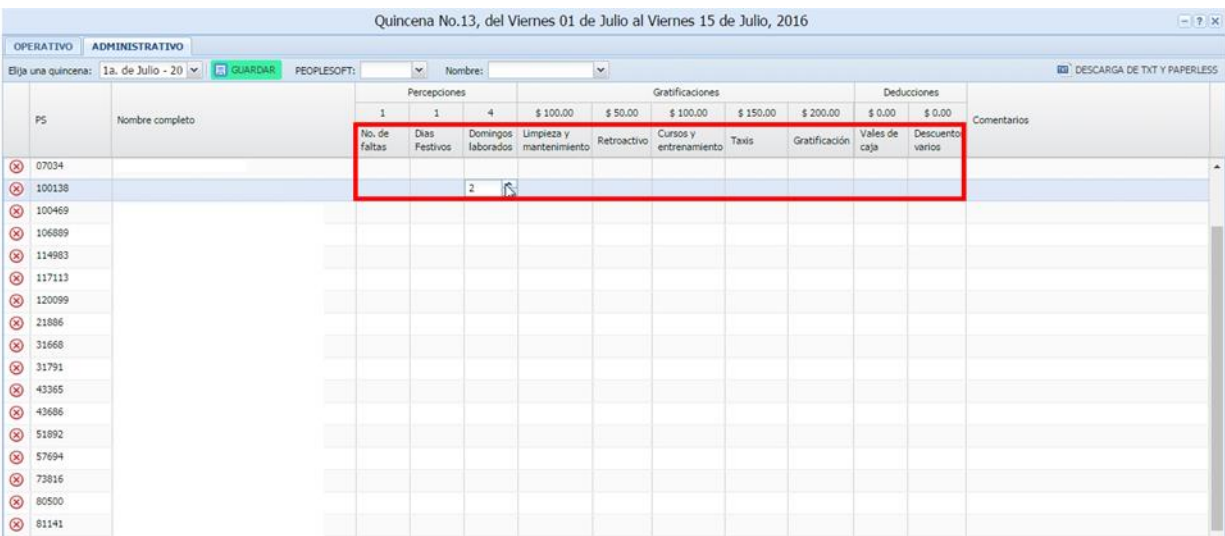 Quincena No.13, del Viernes 01 de Julio al Viernes 15 de Julio, 2016
OPERATIVO ADMINISTRATIVO
Elija una quincena: 1a. de Julio - 20 GUARDAR PEOPLESOFT: Nombre: DESCARGA DE TXT Y PAPERLESS
Percepciones Gratificaciones Deducciones
PS Nombre completo 1 1 4 $ 100.00 $ 50.00 $ 100.00 $ 150.00 $ 200.00 $ 0.00 $ 0.00 Comentarios
No. de faltas Dias Festivos Domingos laborados Limpieza y mantenimiento Retroactivo Cursos y entrenamiento Taxis Gratificación Vales de caja Descuentos varios
07034
100138 2
100469
106889
114983
117113
120099
21886
31668
31791
43365
43686
51892
57694
73816
80500
81141